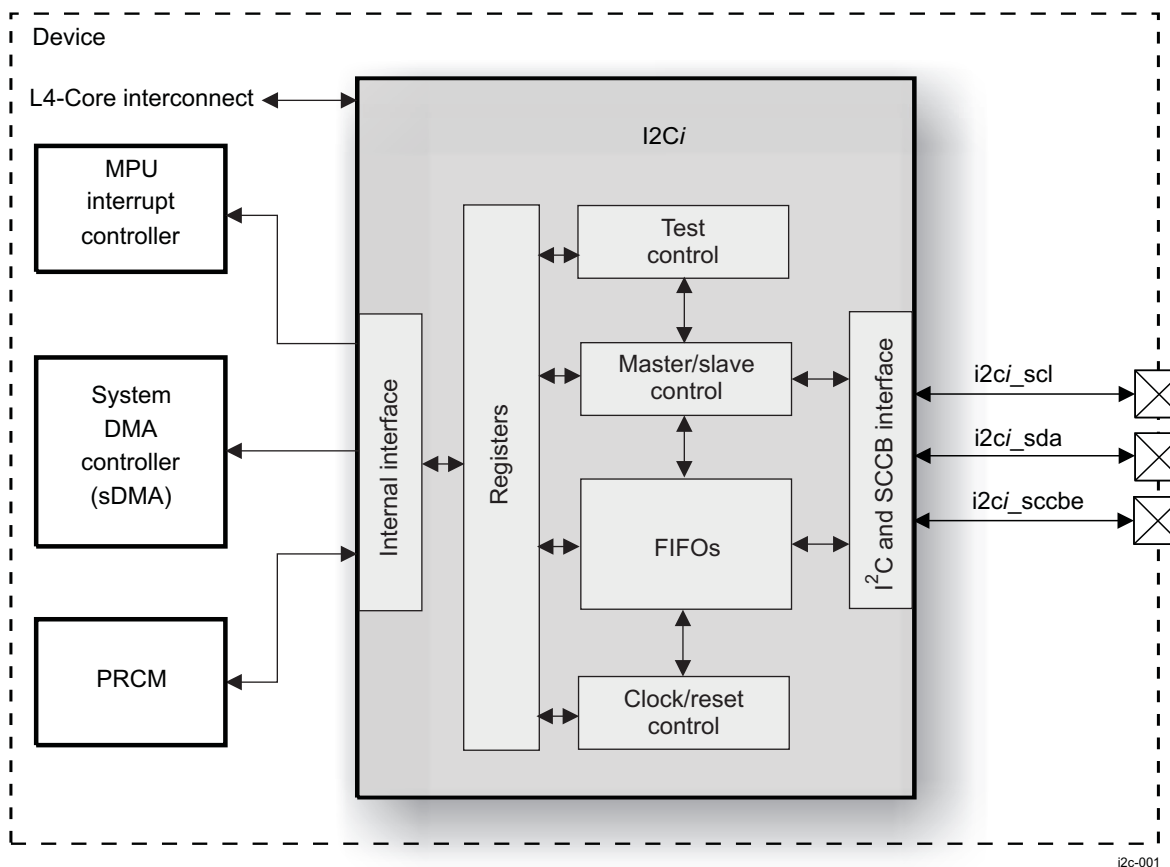 Device
L4-Core interconnect
MPU
interrupt
controller
System
DMA
controller
(sDMA)
PRCM
I2Ci
Internal interface
Registers
Test
control
Master/slave
control
FIFOs
Clock/reset
control
I²C and SCCB interface
i2ci_scl
i2ci_sda
i2ci_sccbe
i2c-001